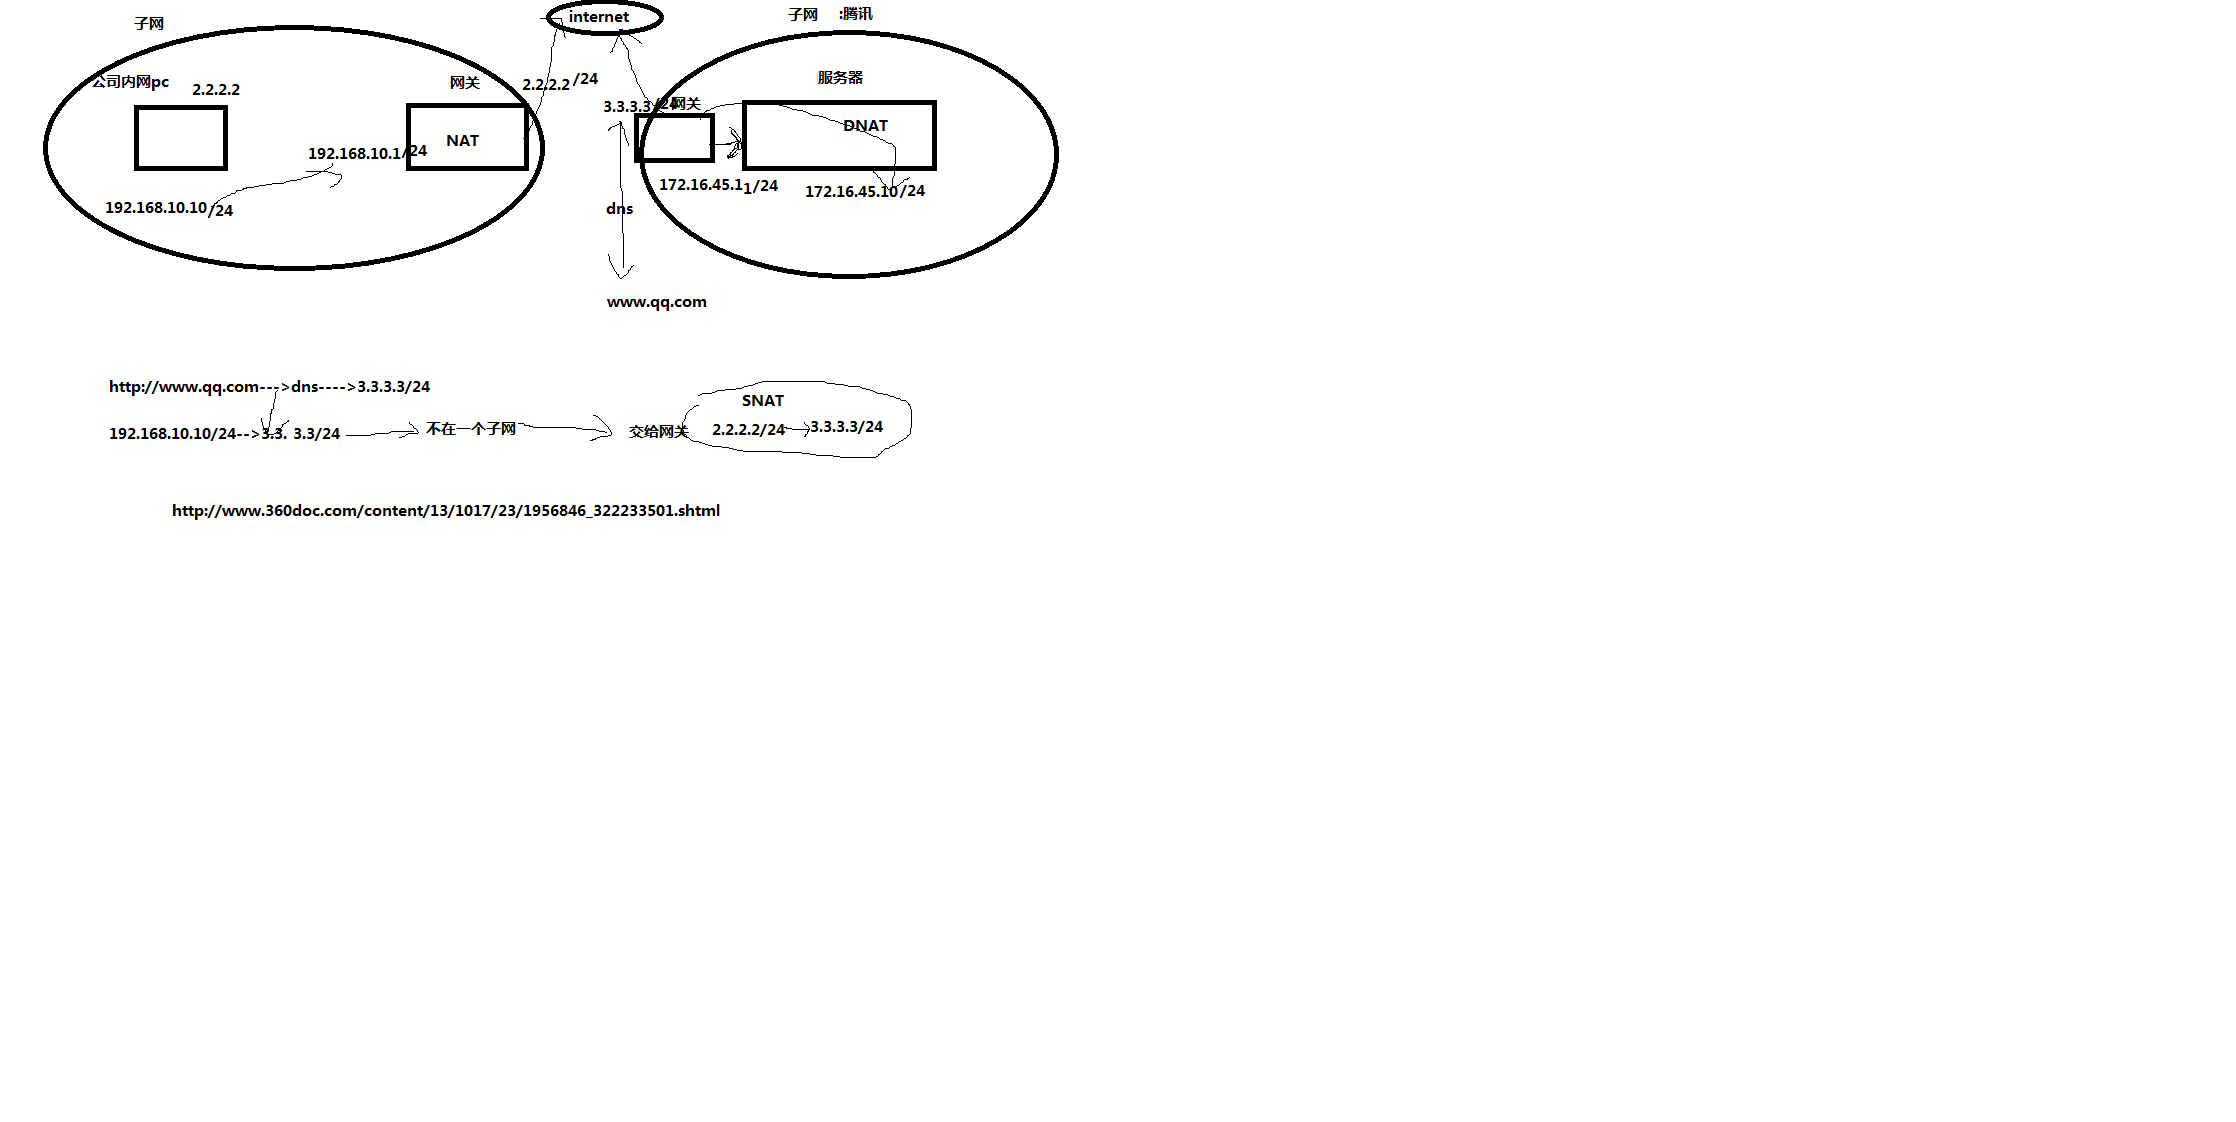 internet
子网 :腾讯
子网
公司内网pc
2.2.2.2
网关
2.2.2.2/24
服务器
3.3.3.3/24
网关
NAT
DNAT
192.168.10.1/24
192.168.10.10/24
172.16.45.11/24
172.16.45.10/24
dns
www.qq.com
http://www.qq.com--->dns---->3.3.3.3/24
SNAT
192.168.10.10/24-->3.3. 3.3/24
不在一个子网
交给网关
2.2.2.2/24
3.3.3.3/24
http://www.360doc.com/content/13/1017/23/1956846_322233501.shtml